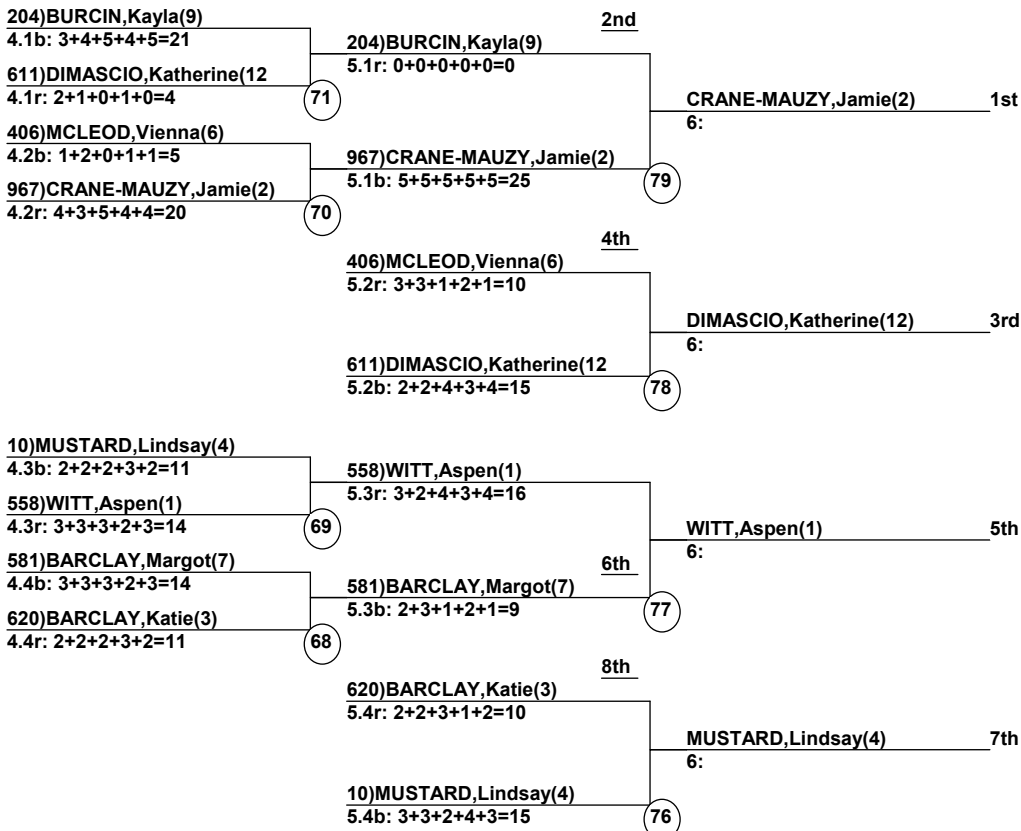 204)BURCIN,Kayla(9)
4.1b: 3+4+5+4+5=21
611)DIMASCIO,Katherine(12
4.1r: 2+1+0+1+0=4
71
406)MCLEOD,Vienna(6)
4.2b: 1+2+0+1+1=5
967)CRANE-MAUZY,Jamie(2)
4.2r: 4+3+5+4+4=20
70
2nd
204)BURCIN,Kayla(9)
5.1r: 0+0+0+0+0=0
967)CRANE-MAUZY,Jamie(2)
5.1b: 5+5+5+5+5=25
79
CRANE-MAUZY,Jamie(2) 1st
6:
4th
406)MCLEOD,Vienna(6)
5.2r: 3+3+1+2+1=10
611)DIMASCIO,Katherine(12
5.2b: 2+2+4+3+4=15
78
DIMASCIO,Katherine(12) 3rd
6:
10)MUSTARD,Lindsay(4)
4.3b: 2+2+2+3+2=11
558)WITT,Aspen(1)
4.3r: 3+3+3+2+3=14
69
581)BARCLAY,Margot(7)
4.4b: 3+3+3+2+3=14
620)BARCLAY,Katie(3)
4.4r: 2+2+2+3+2=11
68
558)WITT,Aspen(1)
5.3r: 3+2+4+3+4=16
6th
581)BARCLAY,Margot(7)
5.3b: 2+3+1+2+1=9
77
WITT,Aspen(1) 5th
6:
8th
620)BARCLAY,Katie(3)
5.4r: 2+2+3+1+2=10
10)MUSTARD,Lindsay(4)
5.4b: 3+3+2+4+3=15
76
MUSTARD,Lindsay(4) 7th
6: